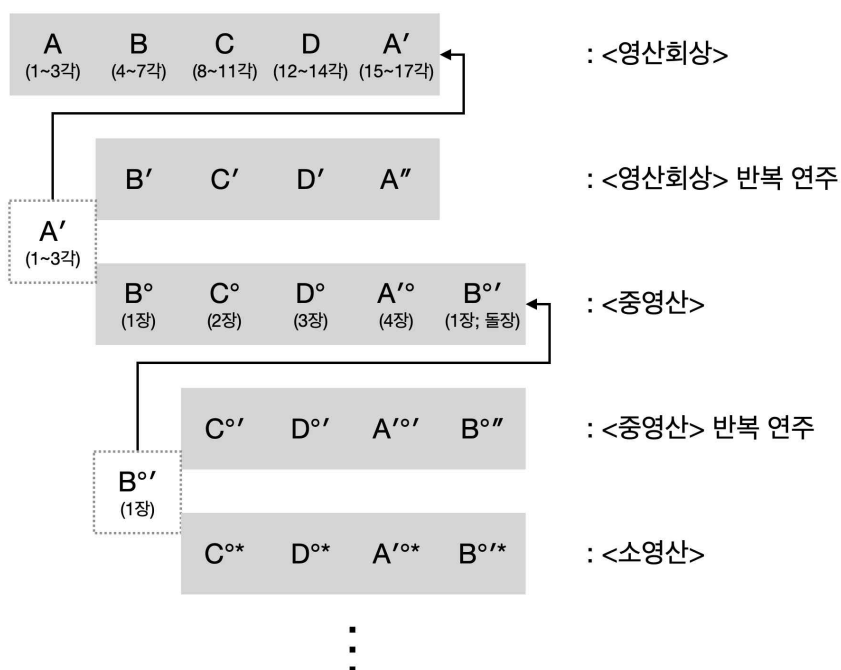 A B C D A′ : <영산회상>
(1~3각) (4~7각) (8~11각) (12~14각) (15~17각)
B′ C′ D′ A″ : <영산회상> 반복 연주
A′
(1~3각)
B° C° D° A′° B°′ : <중영산>
(1장) (2장) (3장) (4장) (1장; 돌장)
C°′ D°′ A′°′ B°″ : <중영산> 반복 연주
B°′
(1장)
C°* D°* A′°* B°′* : <소영산>